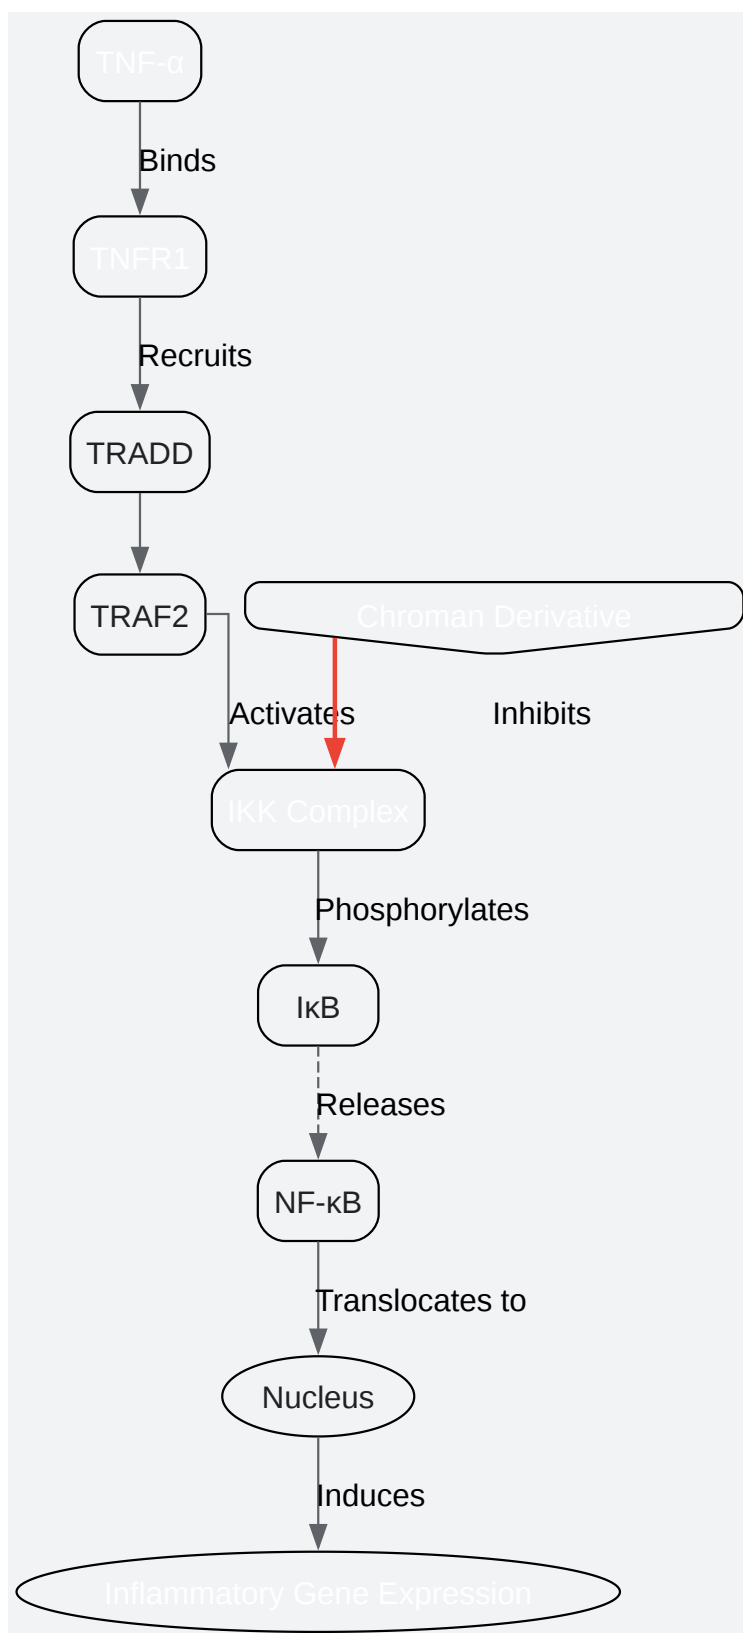 TNF-α
Binds
TNFR1
Recruits
TRADD
TRAF2
Chroman Derivative
Activates
Inhibits
IKK Complex
Phosphorylates
IκB
Releases
NF-κB
Translocates to
Nucleus
Induces
Inflammatory Gene Expression